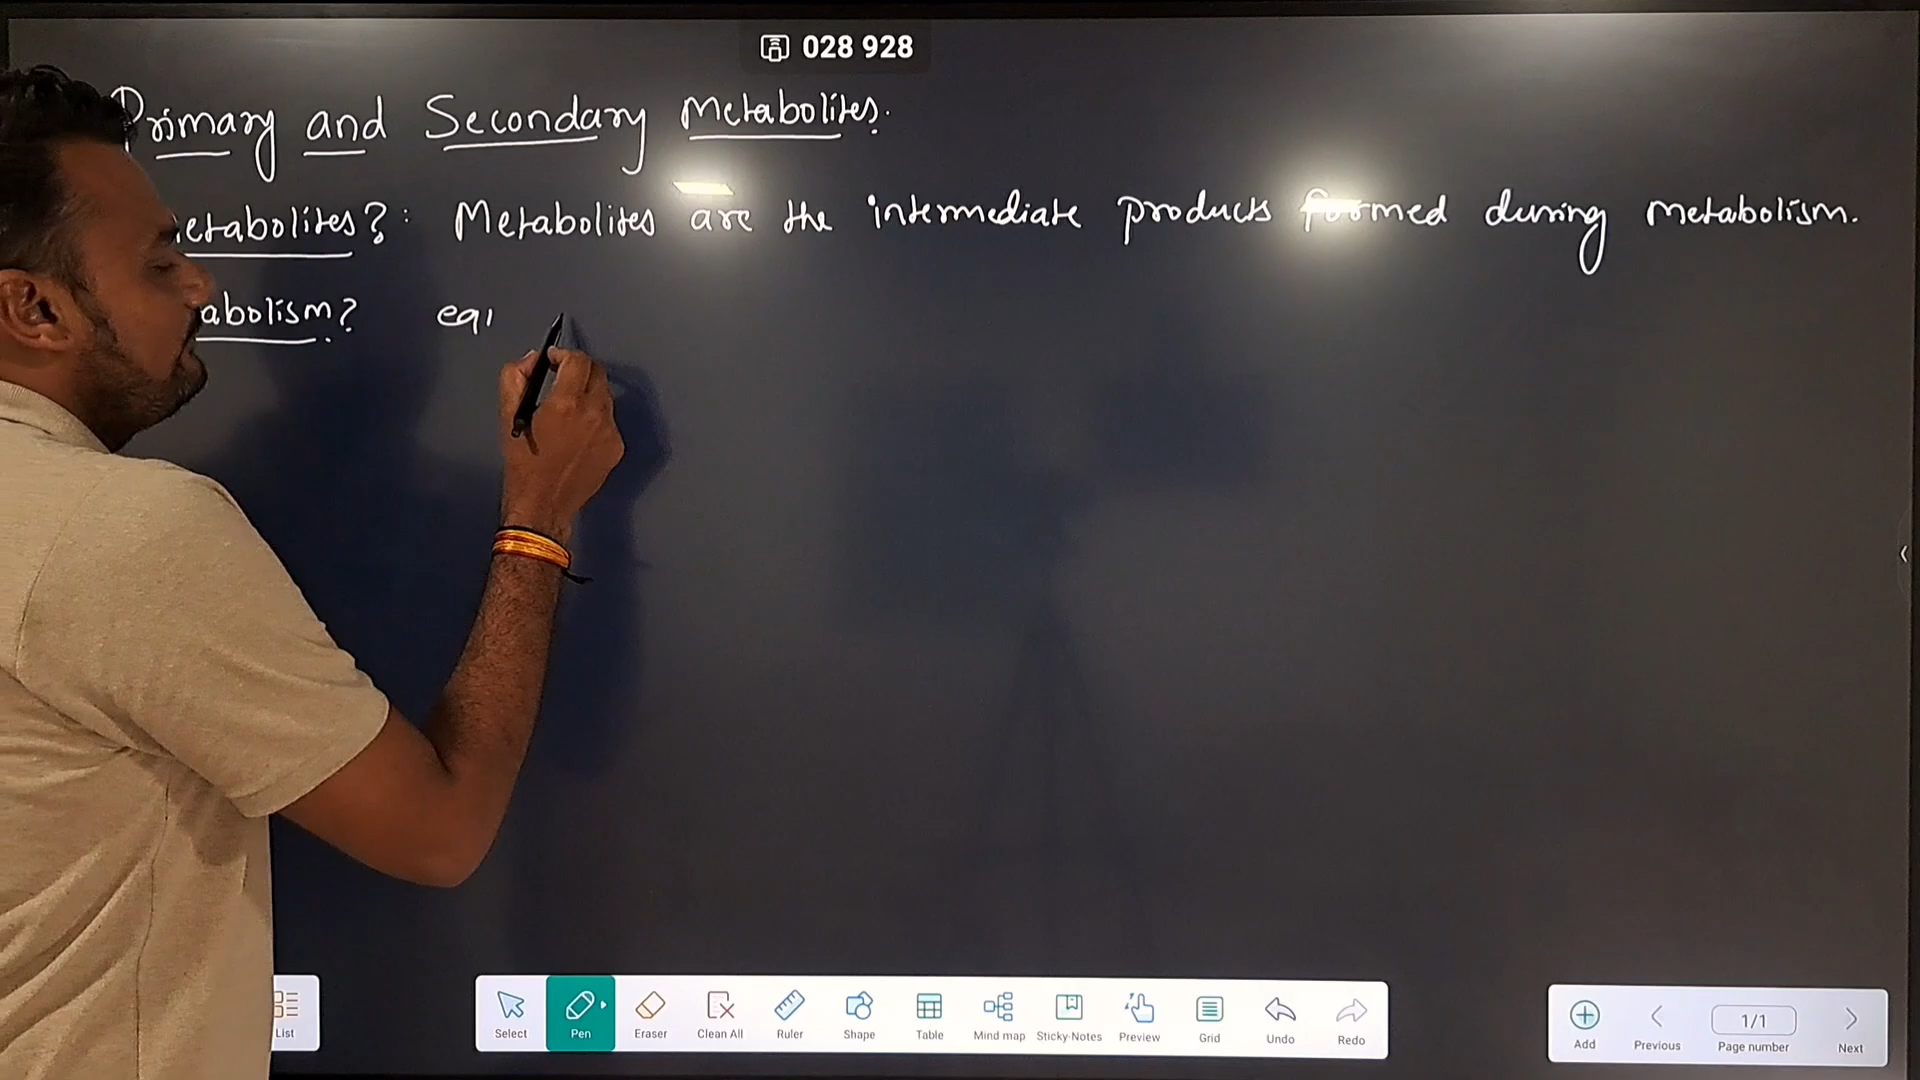 028 928
Primary and Secondary Metabolites.
etabolites?: Metabolites are the intermediate products formed during metabolism.
abolism? eg,
List
Select Pen Eraser Clean All Ruler Shape Table Mind map Sticky Notes Preview Grid Undo Redo
Add Previous 1/1 Page number Next